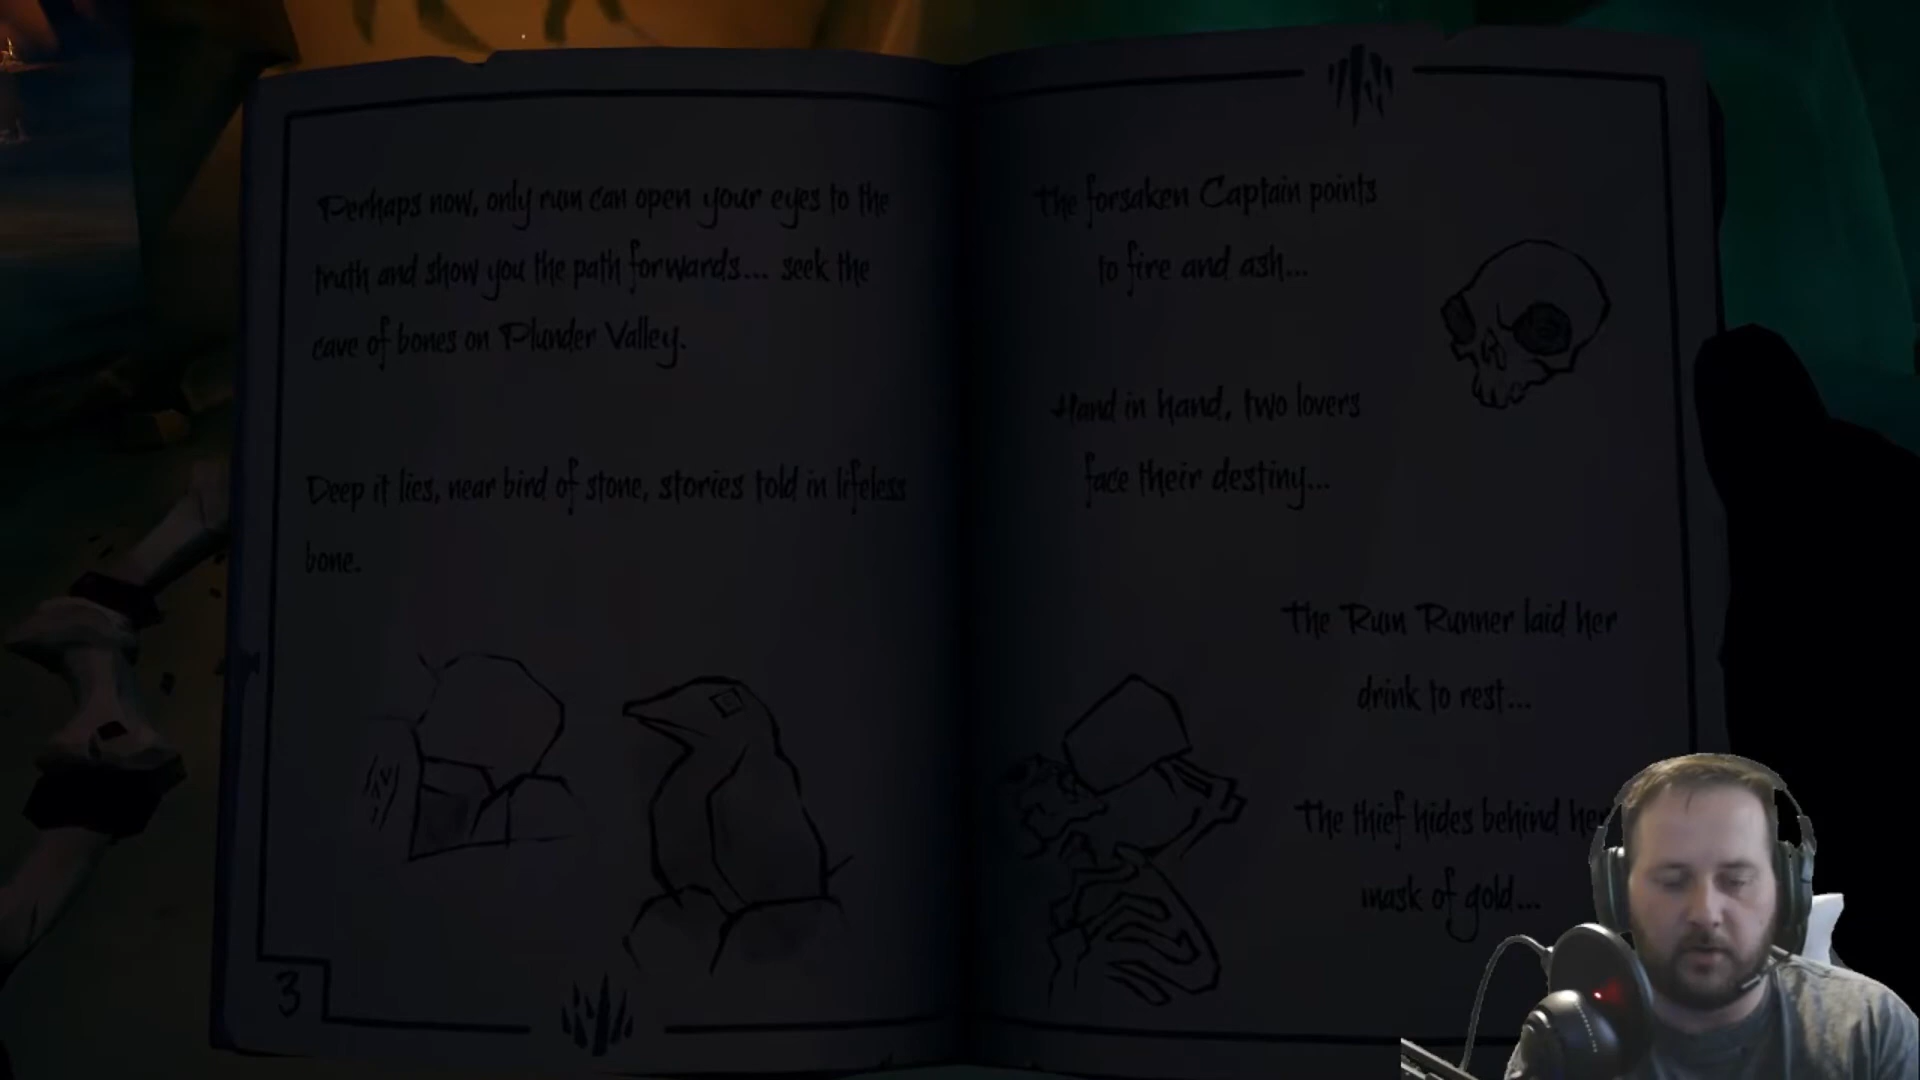 Perhaps now, only rum can open your eyes to the
truth and show you the path forwards... seek the
cave of bones on Plunder Valley.
Deep it lies, near bird of stone, stories told in lifeless
bone.
3
The forsaken Captain points
to fire and ash...
Hand in hand, two lovers
face their destiny...
The Rum Runner laid her
drink to rest...
The thief hides behind her
mask of gold...